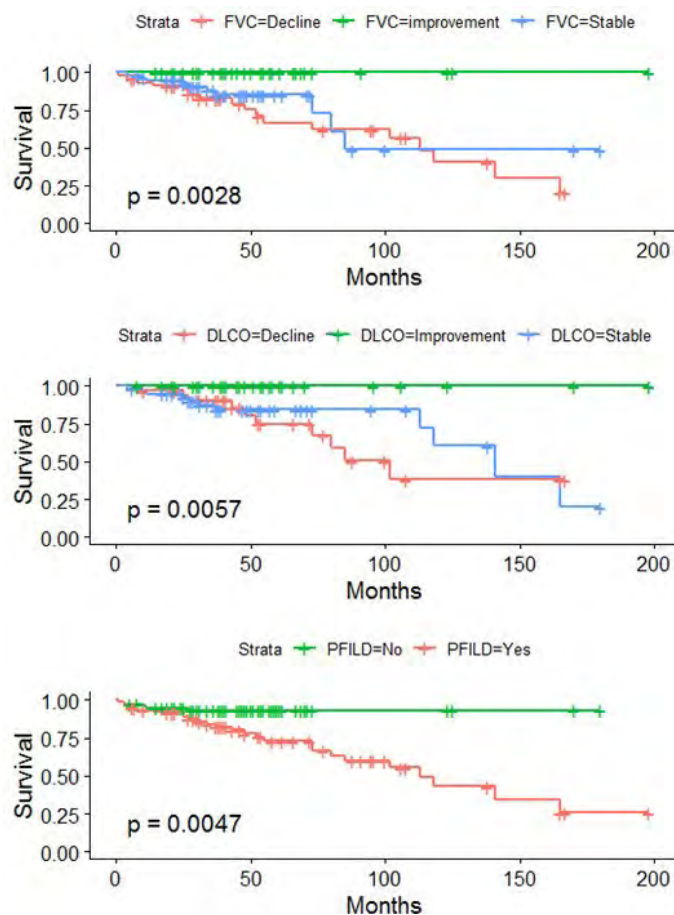 Strata FVC=Decline FVC=improvement FVC=Stable
1.00
0.75
0.50
0.25
0.00
Survival
p = 0.0028
0 50 100 150 200
Months
Strata DLCO=Decline DLCO=Improvement DLCO=Stable
1.00
0.75
0.50
0.25
0.00
Survival
p = 0.0057
0 50 100 150 200
Months
Strata PFILD=No PFILD=Yes
1.00
0.75
0.50
0.25
0.00
Survival
p = 0.0047
0 50 100 150 200
Months